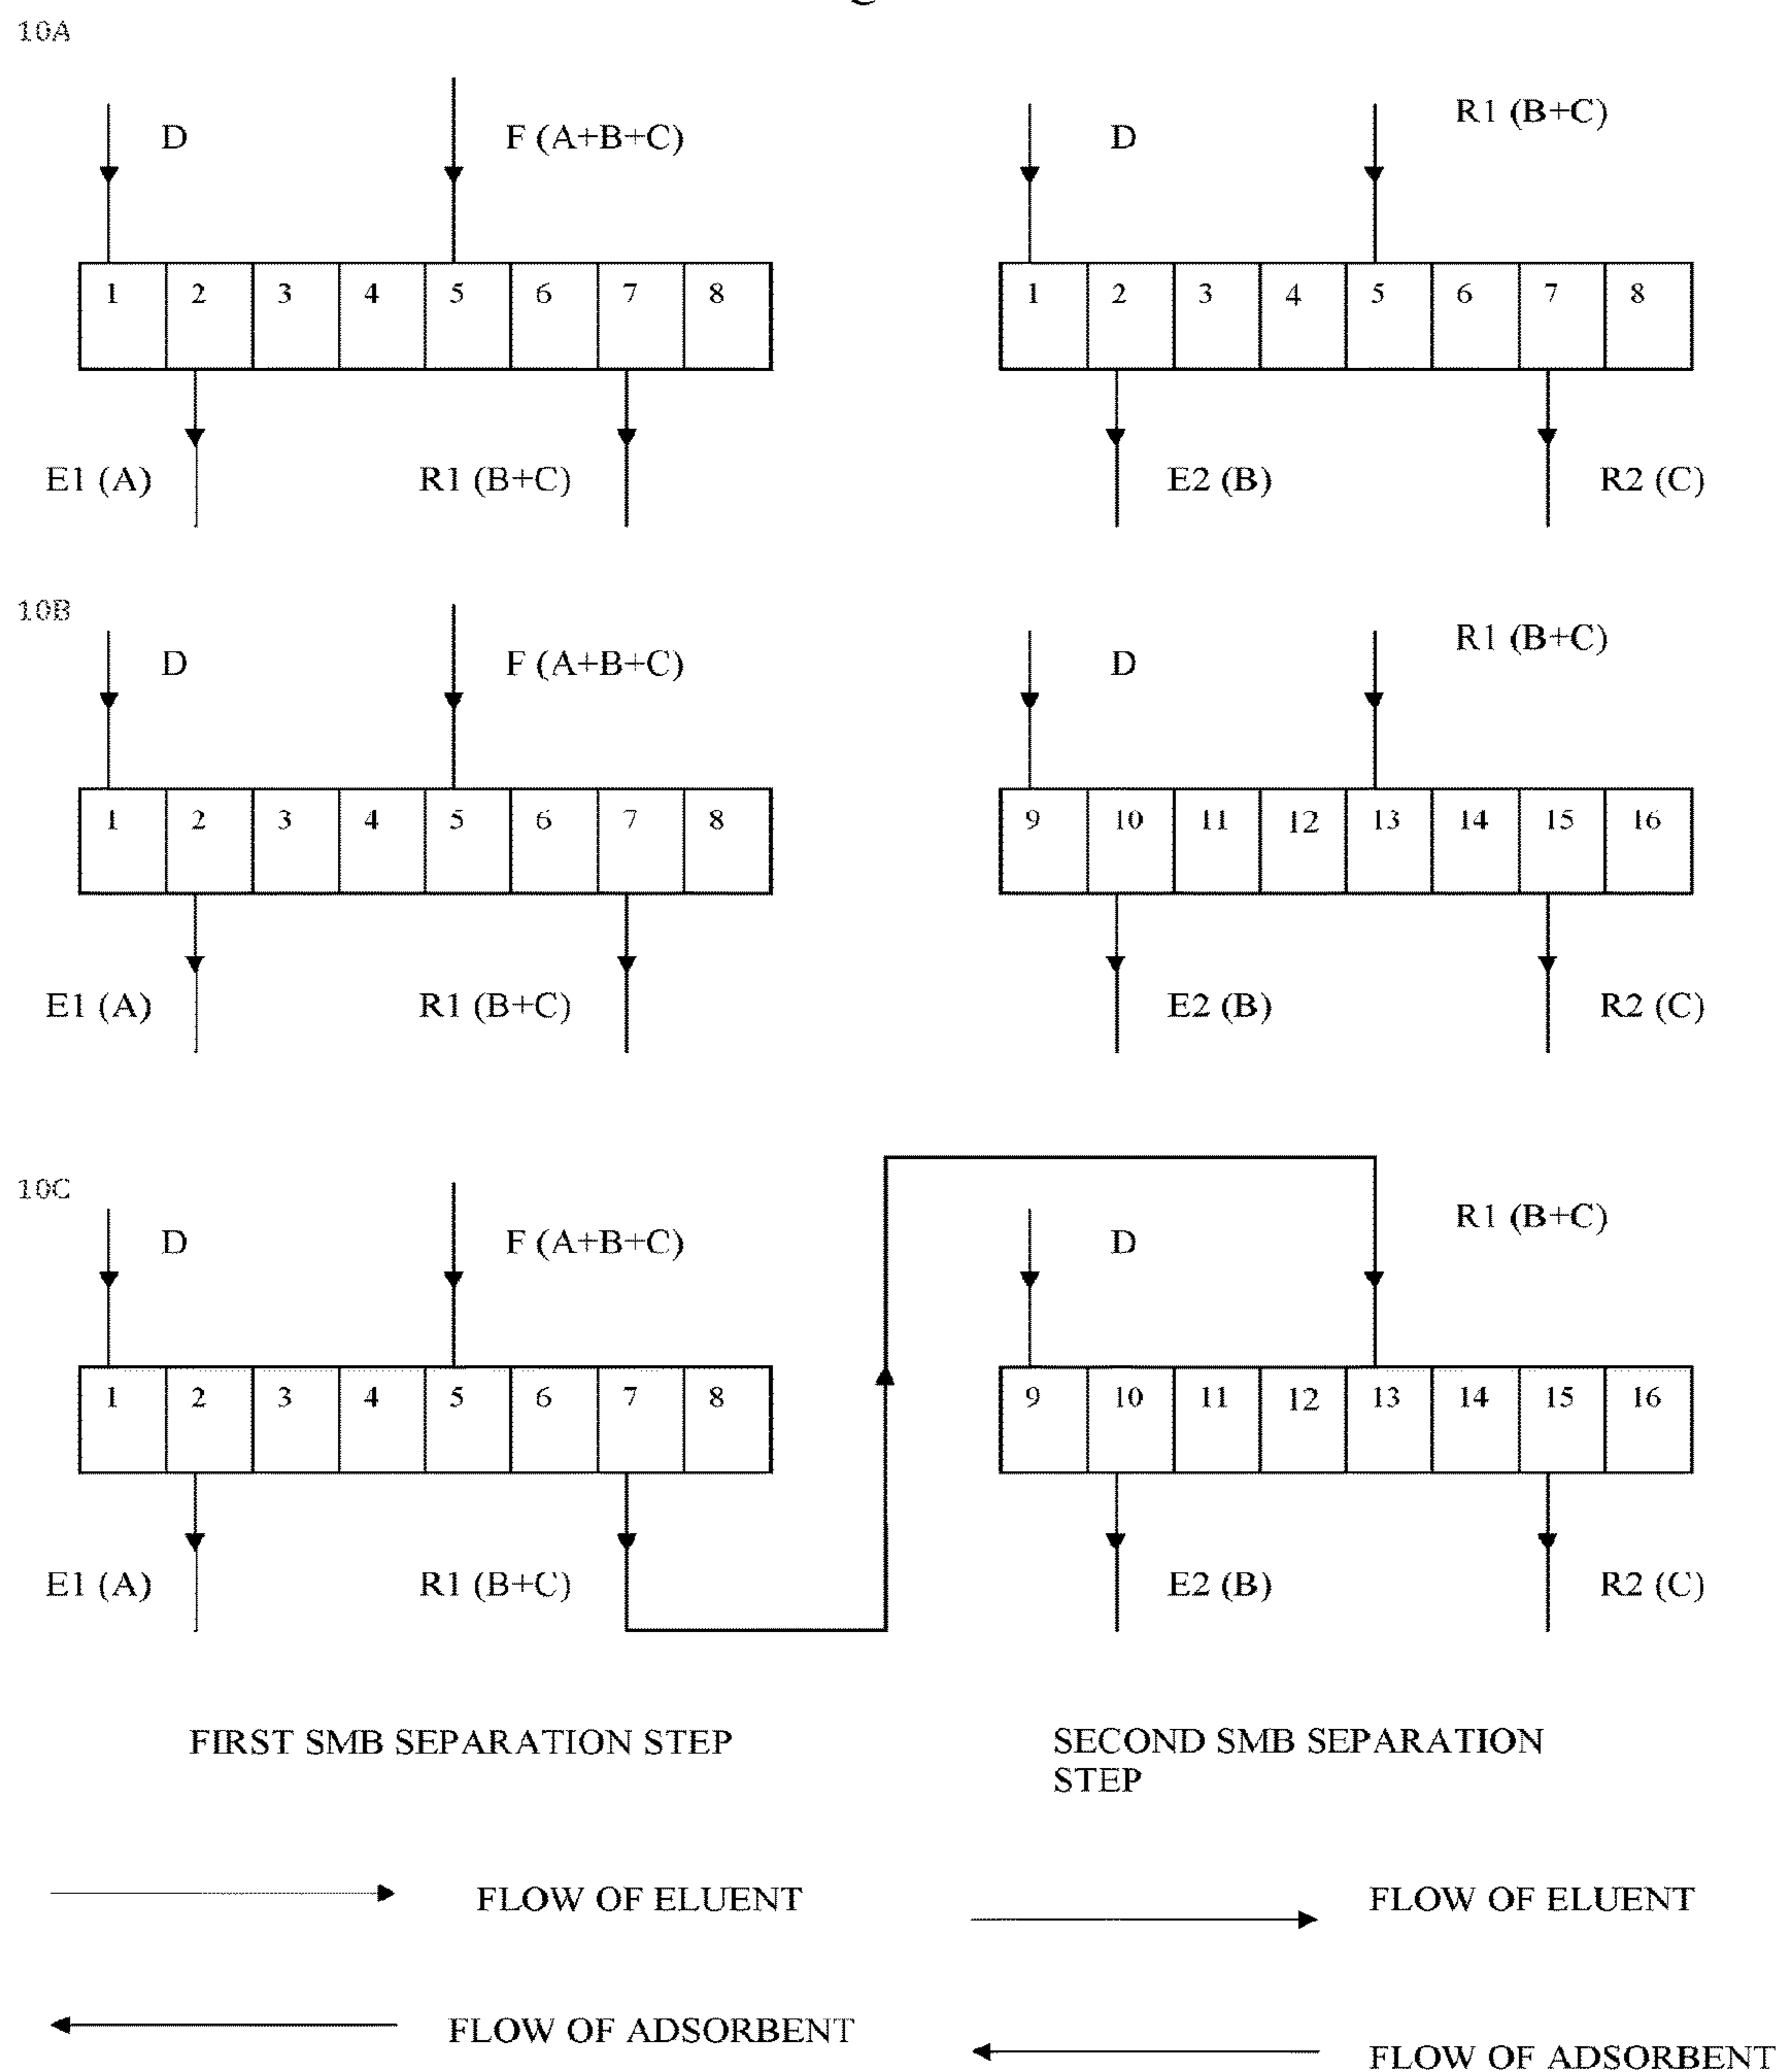 10A
D
F (A+B+C)
D
R1 (B+C)
1 2 3 4 5 6 7 8
1 2 3 4 5 6 7 8
E1 (A)
R1 (B+C)
E2 (B)
R2 (C)
10B
D
F (A+B+C)
D
R1 (B+C)
1 2 3 4 5 6 7 8
9 10 11 12 13 14 15 16
E1 (A)
R1 (B+C)
E2 (B)
R2 (C)
10C
D
F (A+B+C)
D
R1 (B+C)
1 2 3 4 5 6 7 8
9 10 11 12 13 14 15 16
E1 (A)
R1 (B+C)
E2 (B)
R2 (C)
FIRST SMB SEPARATION STEP
SECOND SMB SEPARATION
STEP
FLOW OF ELUENT
FLOW OF ELUENT
FLOW OF ADSORBENT
FLOW OF ADSORBENT